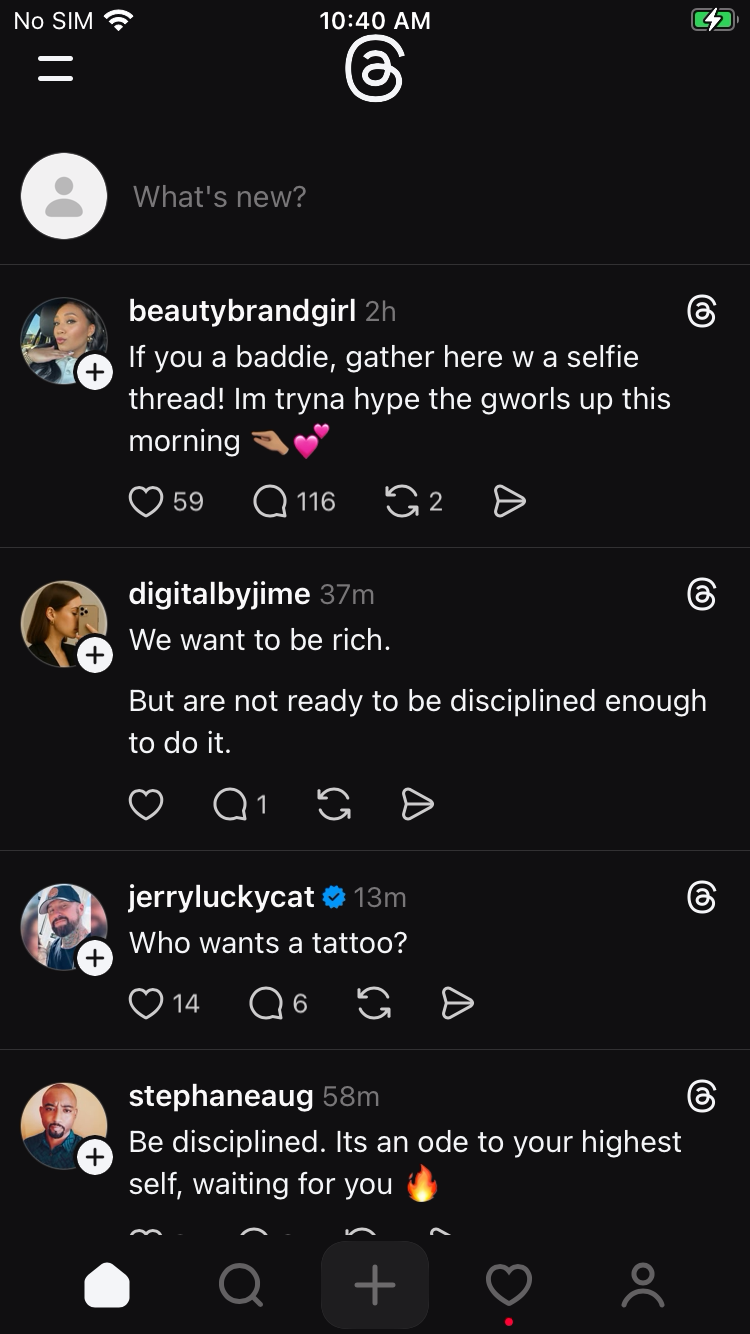 No SIM 10:40 AM
What's new?
beautybrandgirl 2h
If you a baddie, gather here w a selfie
thread! Im tryna hype the gworls up this
morning 🤏🏽💕
59 116 2
digitalbyjime 37m
We want to be rich.
But are not ready to be disciplined enough
to do it.
1
jerryluckycat 13m
Who wants a tattoo?
14 6
stephaneaug 58m
Be disciplined. Its an ode to your highest
self, waiting for you 🔥